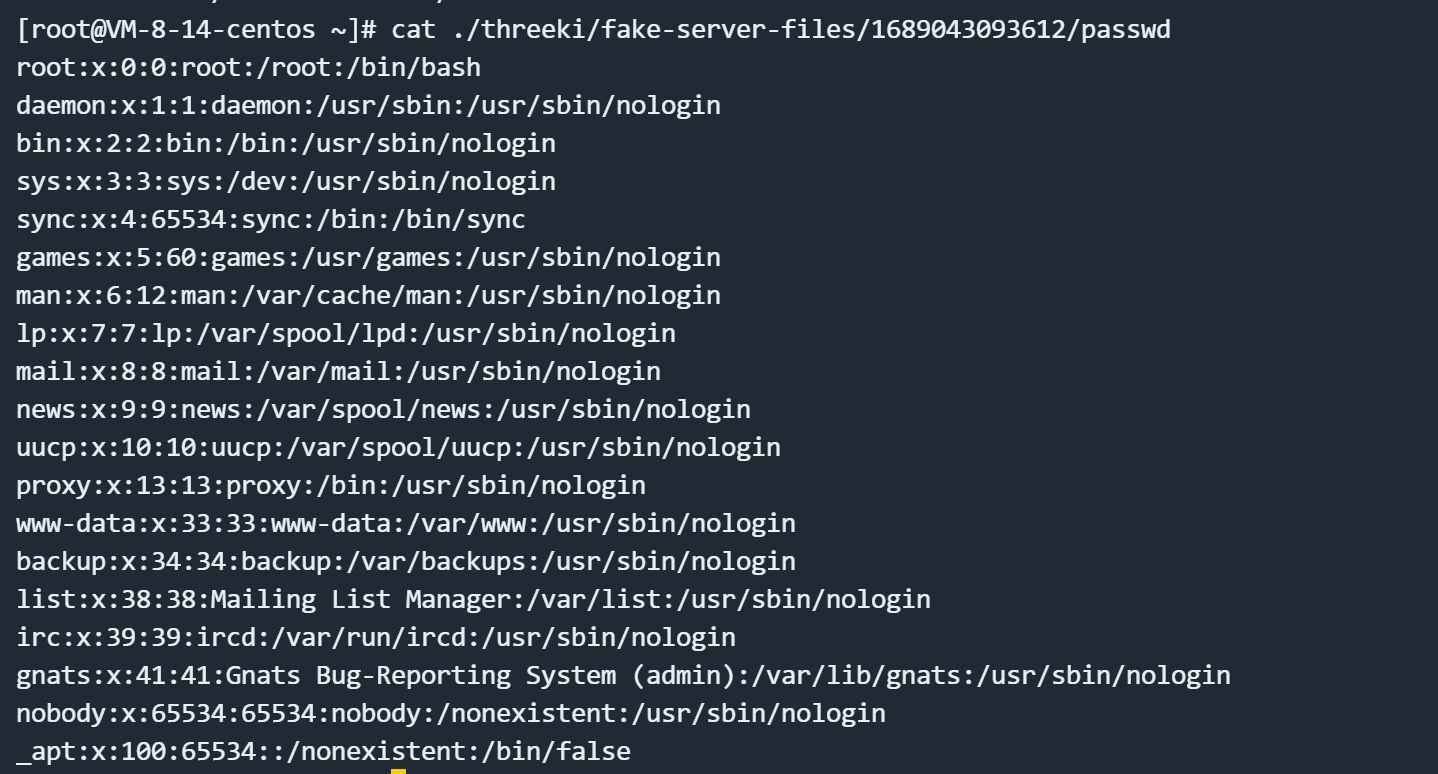 [root@VM-8-14-centos ~]# cat ./threeki/fake-server-files/1689043093612/passwd
root:x:0:0:root:/root:/bin/bash
daemon:x:1:1:daemon:/usr/sbin:/usr/sbin/nologin
bin:x:2:2:bin:/bin:/usr/sbin/nologin
sys:x:3:3:sys:/dev:/usr/sbin/nologin
sync:x:4:65534:sync:/bin:/bin/sync
games:x:5:60:games:/usr/games:/usr/sbin/nologin
man:x:6:12:man:/var/cache/man:/usr/sbin/nologin
lp:x:7:7:lp:/var/spool/lpd:/usr/sbin/nologin
mail:x:8:8:mail:/var/mail:/usr/sbin/nologin
news:x:9:9:news:/var/spool/news:/usr/sbin/nologin
uucp:x:10:10:uucp:/var/spool/uucp:/usr/sbin/nologin
proxy:x:13:13:proxy:/bin:/usr/sbin/nologin
www-data:x:33:33:www-data:/var/www:/usr/sbin/nologin
backup:x:34:34:backup:/var/backups:/usr/sbin/nologin
list:x:38:38:Mailing List Manager:/var/list:/usr/sbin/nologin
irc:x:39:39:ircd:/var/run/ircd:/usr/sbin/nologin
gnats:x:41:41:Gnats Bug-Reporting System (admin):/var/lib/gnats:/usr/sbin/nologin
nobody:x:65534:65534:nobody:/nonexistent:/usr/sbin/nologin
_apt:x:100:65534::/nonexistent:/bin/false